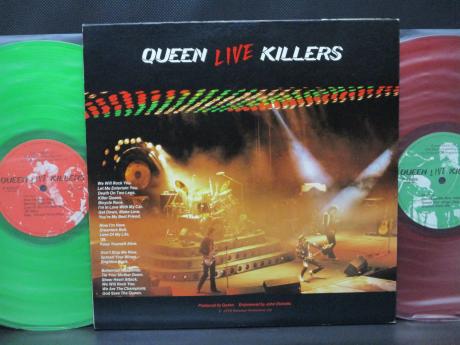 QUEEN LIVE KILLERS
QUEEN LIVE KILLERS
QUEEN LIVE KILLERS
We Will Rock You.
Let Me Entertain You.
Death On Two Legs.
Killer Queen.
Bicycle Race.
I'm In Love With My Car.
Get Down, Make Love.
You're My Best Friend.
Now I'm Here.
Dreamers Ball.
Love Of My Life.
'39.
Keep Yourself Alive.
Don't Stop Me Now.
Spread Your Wings.
Brighton Rock.
Bohemian Rhapsody.
Tie Your Mother Down.
Sheer Heart Attack.
We Will Rock You.
We Are The Champions.
God Save The Queen.
Produced by Queen. Engineered by John Etchells.